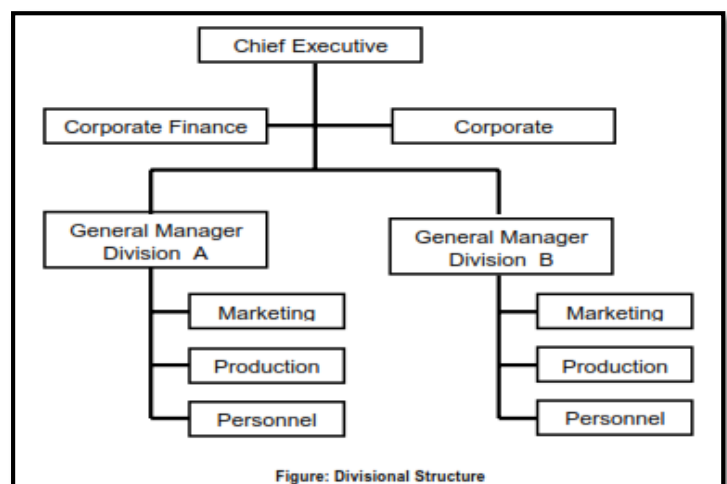 Chief Executive
Corporate Finance
Corporate
General Manager
Division A
General Manager
Division B
Marketing
Production
Personnel
Marketing
Production
Personnel
Figure: Divisional Structure